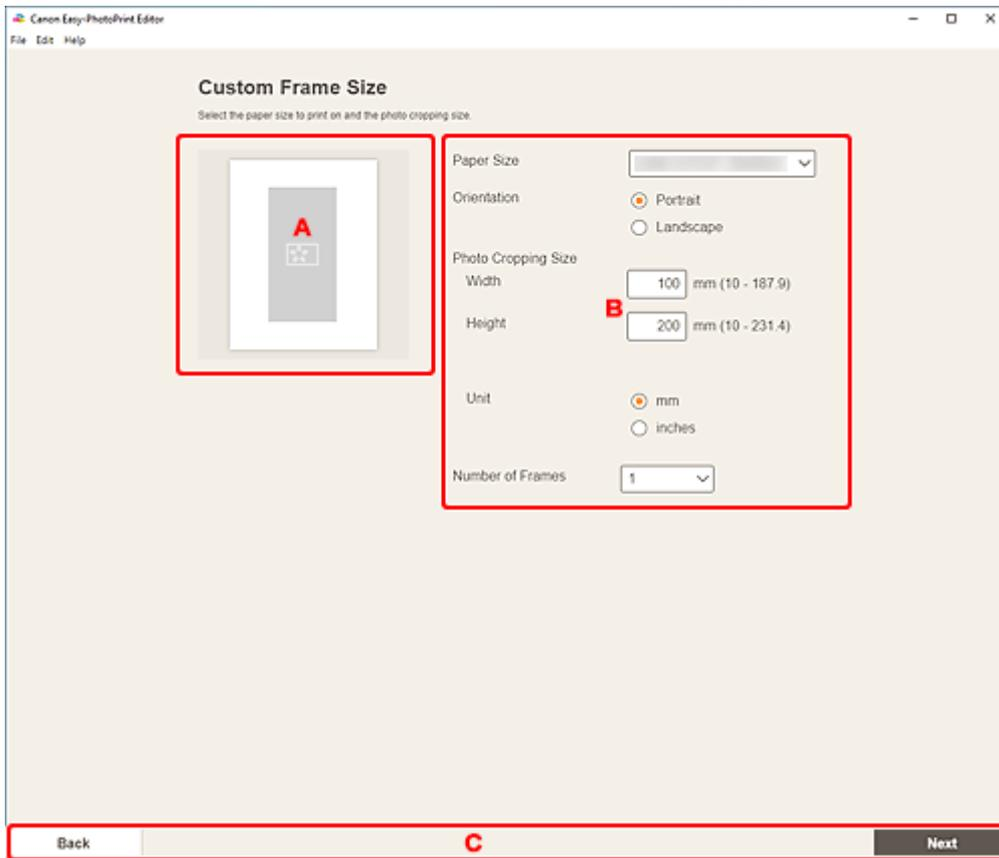 Canon Easy-PhotoPrint Editor
File Edit Help
Custom Frame Size
Select the paper size to print on and the photo cropping size.
A
Paper Size
Orientation
Portrait
Landscape
Photo Cropping Size
Width 100 mm (10 - 187.9)
B
Height 200 mm (10 - 231.4)
Unit
mm
inches
Number of Frames 1
Back C Next